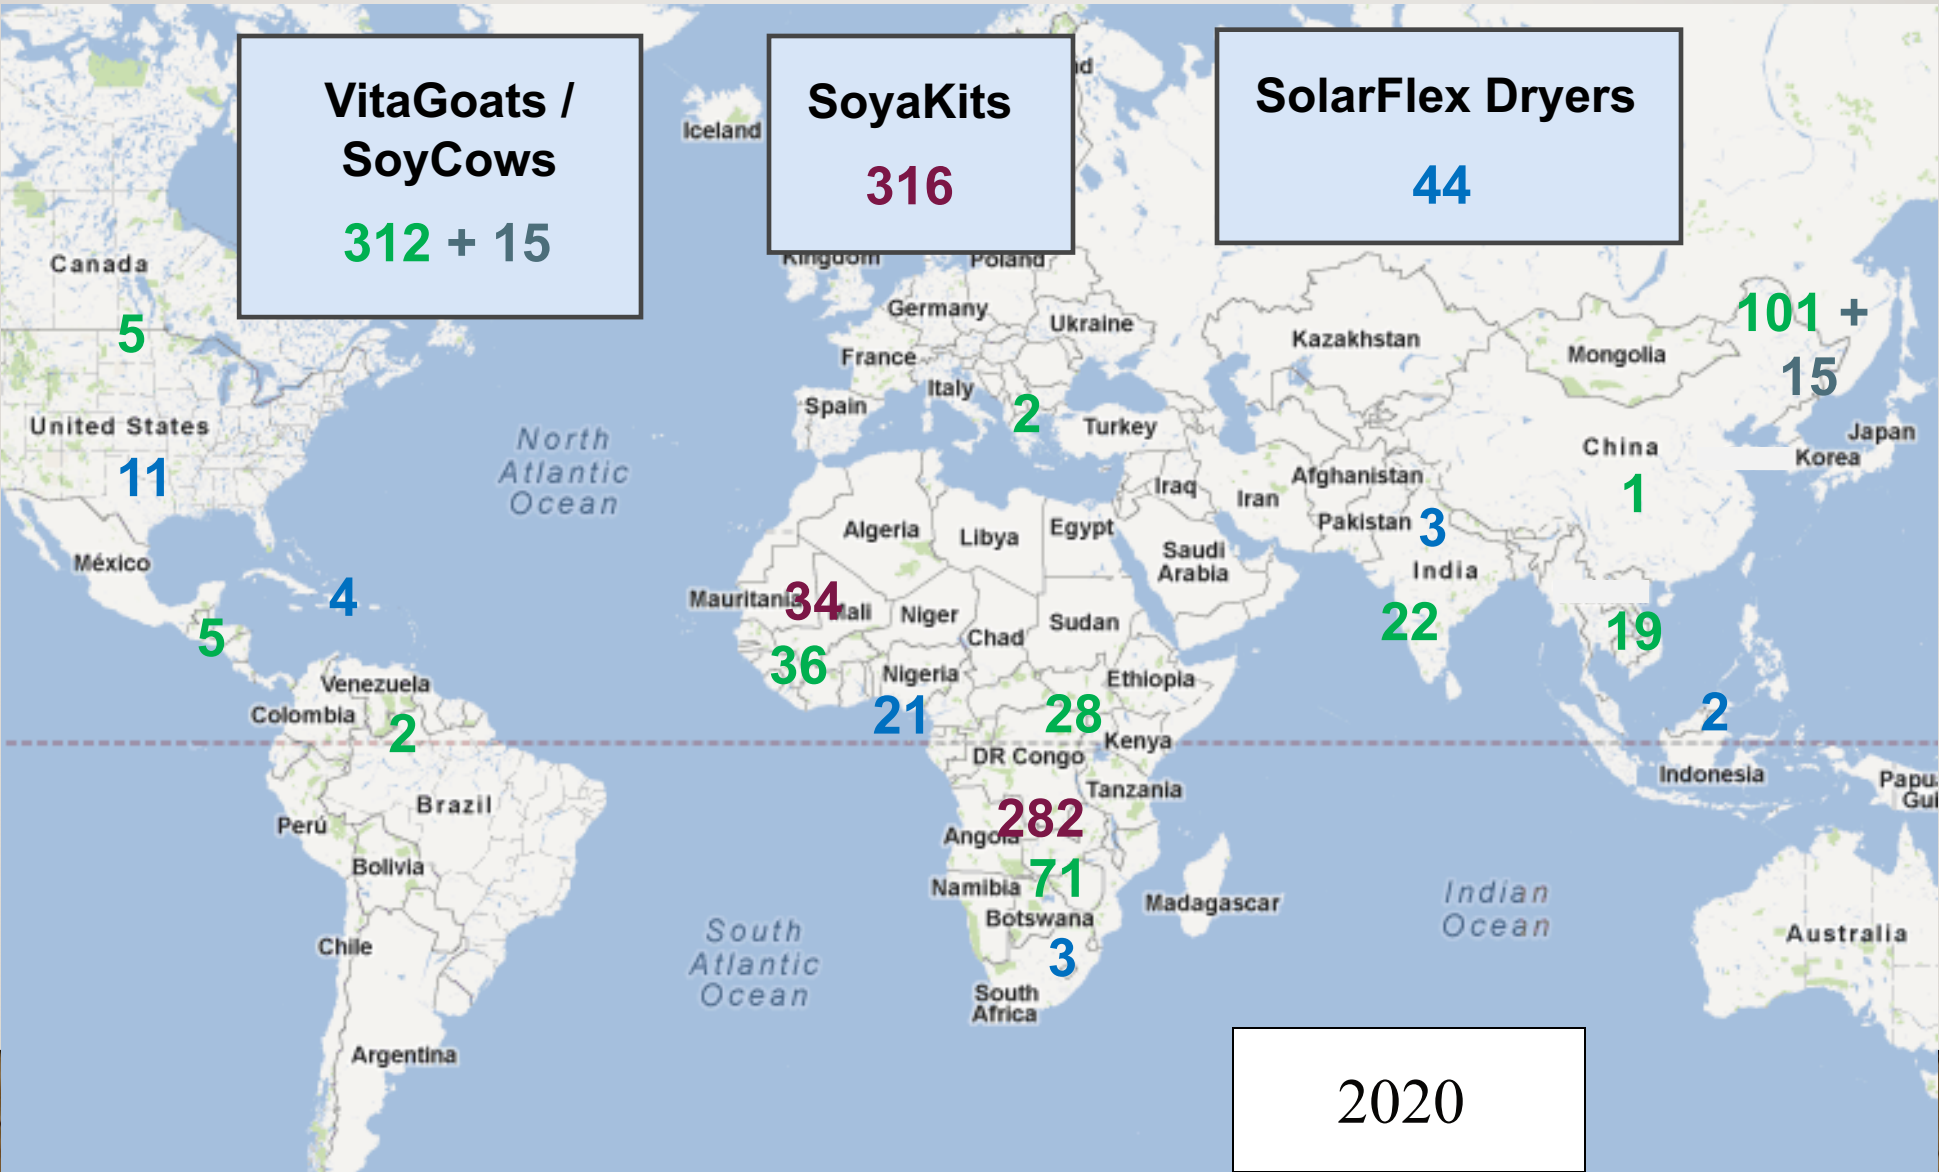 VitaGoats /
SoyCows
312 + 15
SoyaKits
316
SolarFlex Dryers
44
Iceland
Kingdom
Poland
Canada
5
Germany
Ukraine
France
Kazakhstan
Mongolia
101 +
15
Italy
Spain
2
Turkey
United States
11
North
Atlantic
Ocean
China
1
Japan
Korea
Afghanistan
Iraq
Iran
Pakistan
3
India
22
Algeria
Libya
Egypt
Saudi
Arabia
México
4
5
Mauritania
34
Mali
Niger
Chad
Sudan
36
Nigeria
21
Ethiopia
28
19
2
Venezuela
Colombia
2
DR Congo
Kenya
Tanzania
Indonesia
Brazil
Perú
Bolivia
282
Angola
71
Namibia
Botswana
Madagascar
3
South
Africa
Indian
Ocean
Australia
Chile
Argentina
South
Atlantic
Ocean
2020